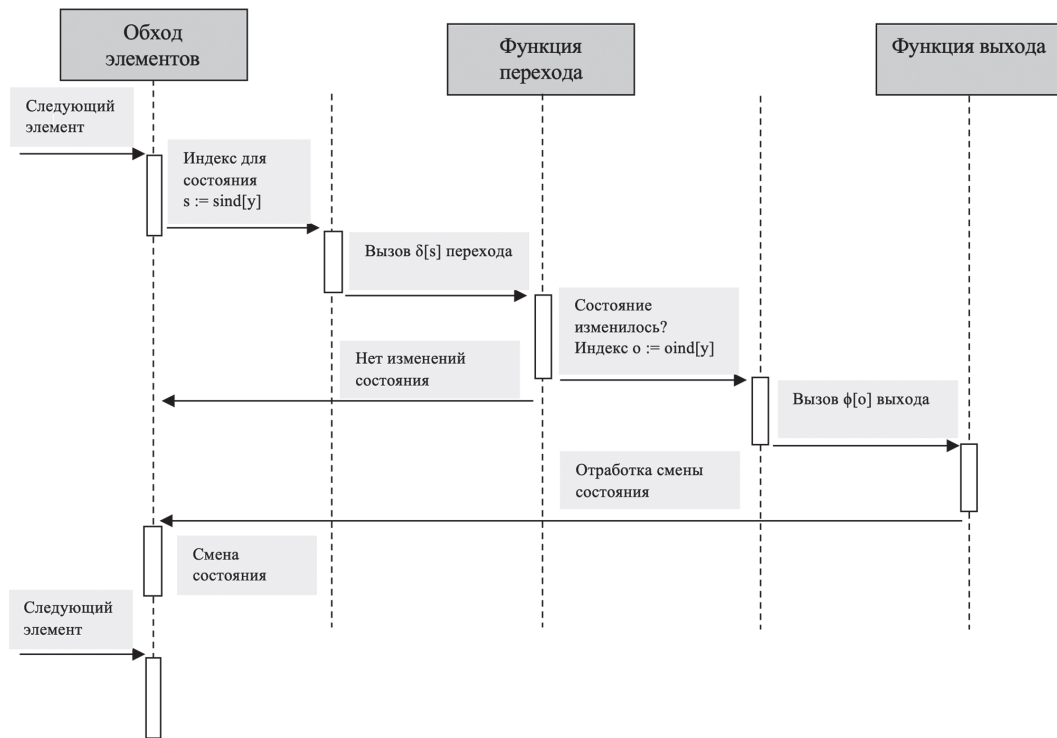 Обход
элементов
Функция
перехода
Функция выхода
Следующий
элемент
Индекс для
состояния
s := sind[y]
Вызов δ[s] перехода
Состояние
изменилось?
Индекс o := oind[y]
Нет изменений
состояния
Вызов ϕ[o] выхода
Отработка смены
состояния
Смена
состояния
Следующий
элемент